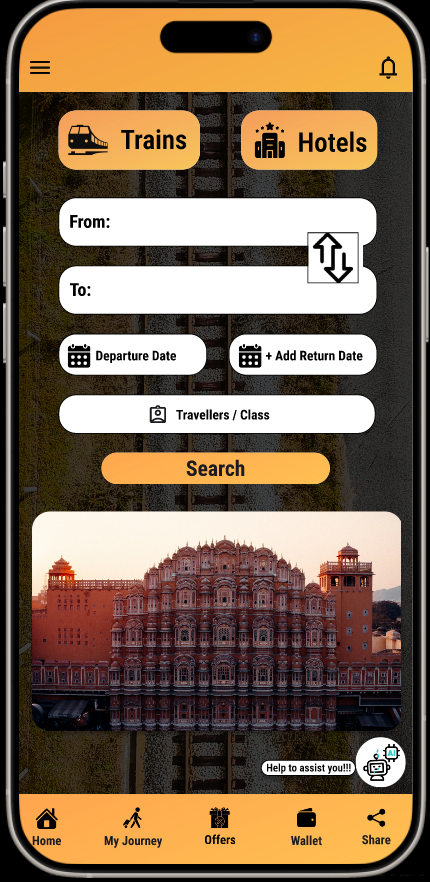 Trains
Hotels
From:
To:
Departure Date
+ Add Return Date
Travellers / Class
Search
AI
Help to assist you!!!
Home
My Journey
Offers
Wallet
Share